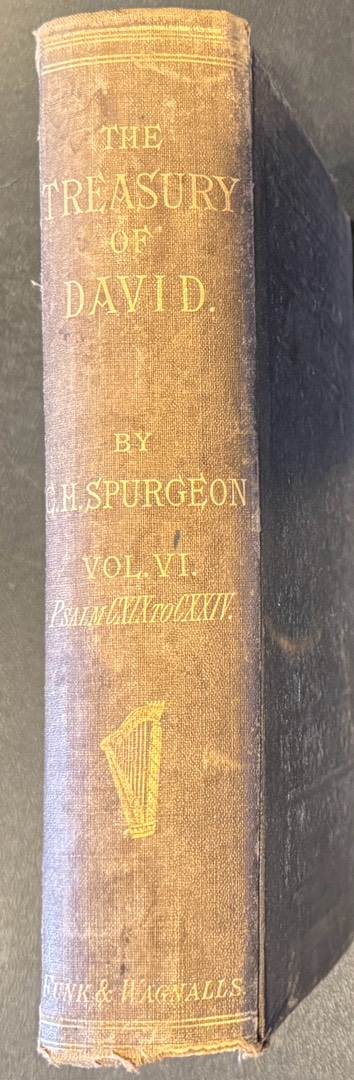 THE
TREASURY
OF
DAVID.
BY
C.H.SPURGEON
VOL.VI.
PSALM CXIX TO CXXIV.
FUNK & WAGNALLS